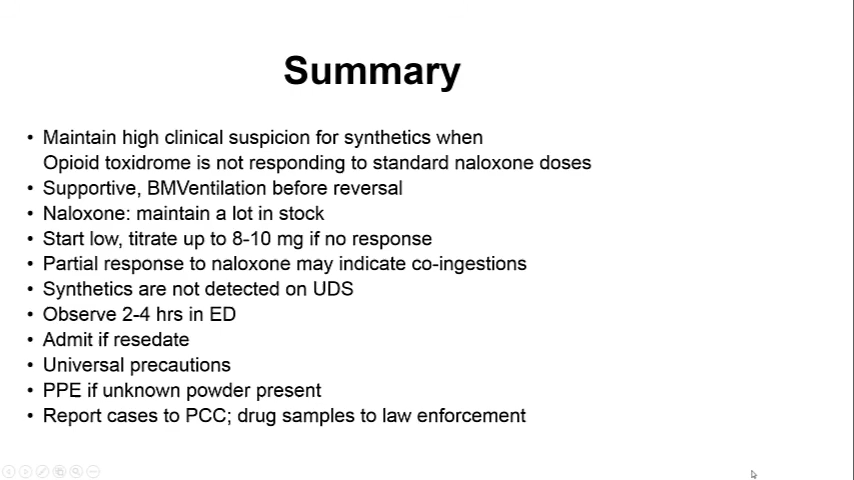 Summary
• Maintain high clinical suspicion for synthetics when
Opioid toxidrome is not responding to standard naloxone doses
• Supportive, BMVentilation before reversal
• Naloxone: maintain a lot in stock
• Start low, titrate up to 8-10 mg if no response
• Partial response to naloxone may indicate co-ingestions
• Synthetics are not detected on UDS
• Observe 2-4 hrs in ED
• Admit if resedate
• Universal precautions
• PPE if unknown powder present
• Report cases to PCC; drug samples to law enforcement